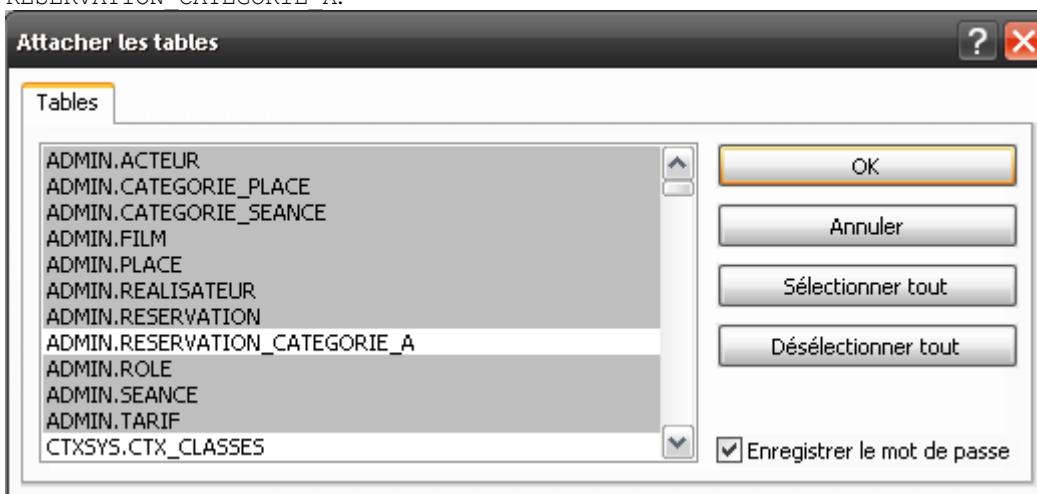 RESERVATION_CATEGORIE_A.
Attacher les tables
Tables
ADMIN.ACTEUR
ADMIN.CATEGORIE_PLACE
ADMIN.CATEGORIE_SEANCE
ADMIN.FILM
ADMIN.PLACE
ADMIN.REALISATEUR
ADMIN.RESERVATION
ADMIN.RESERVATION_CATEGORIE_A
ADMIN.ROLE
ADMIN.SEANCE
ADMIN.TARIF
CTXSYS.CTX_CLASSES
OK
Annuler
Sélectionner tout
Désélectionner tout
Enregistrer le mot de passe